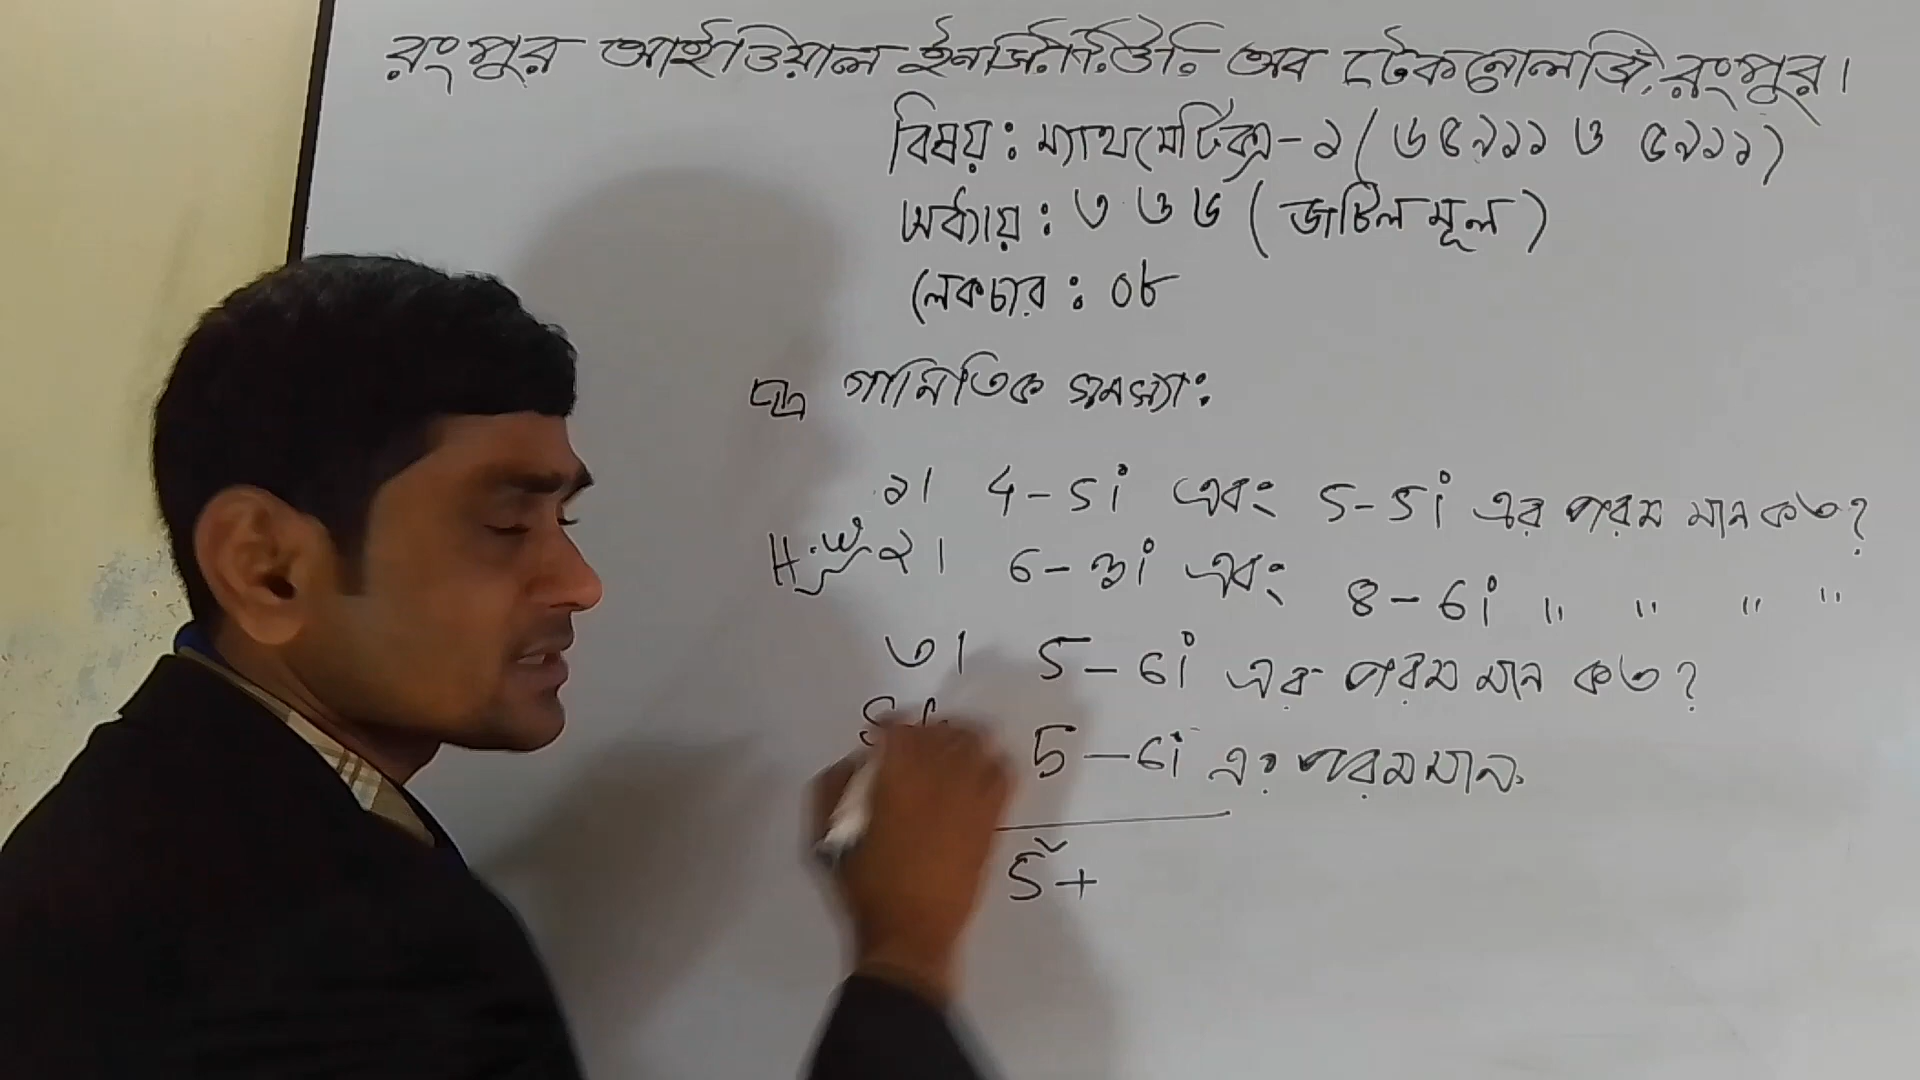 রংপুর আইডিয়াল ইনস্টিটিউট অব টেকনোলজি, রংপুর।
বিষয়ঃ ম্যাথমেটিক্স-১ (৬৫৯১১ ও ৫৯১১)
অধ্যায়ঃ ৩ ও ৬ (জটিল মূল)
লেকচারঃ ০৮
গানিতিক সমস্যাঃ
১। 4-5i এবং 5-5i এর পরম মান কত?
H.W ২। 6-3i এবং 8-6i " " " "
৩। 5-6i এর পরম মান কত?
5-6i এর পরম মান
5²+